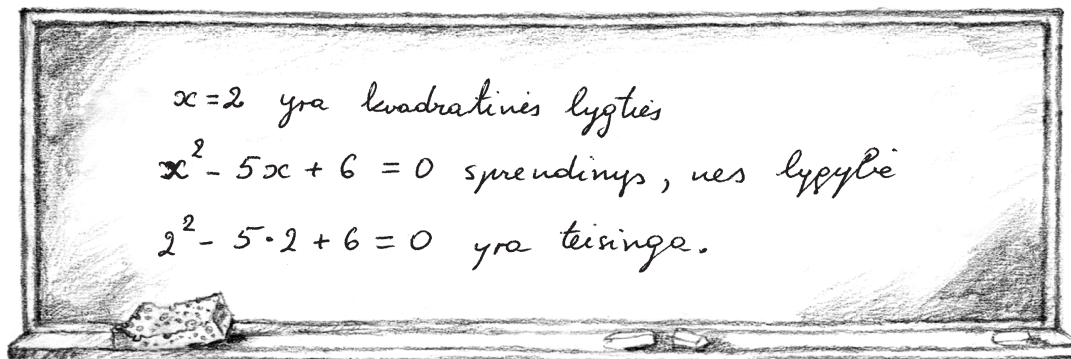 x = 2 yra kvadratinės lygties
x² - 5x + 6 = 0 sprendinys, nes lygybė
2² - 5·2 + 6 = 0 yra teisinga.